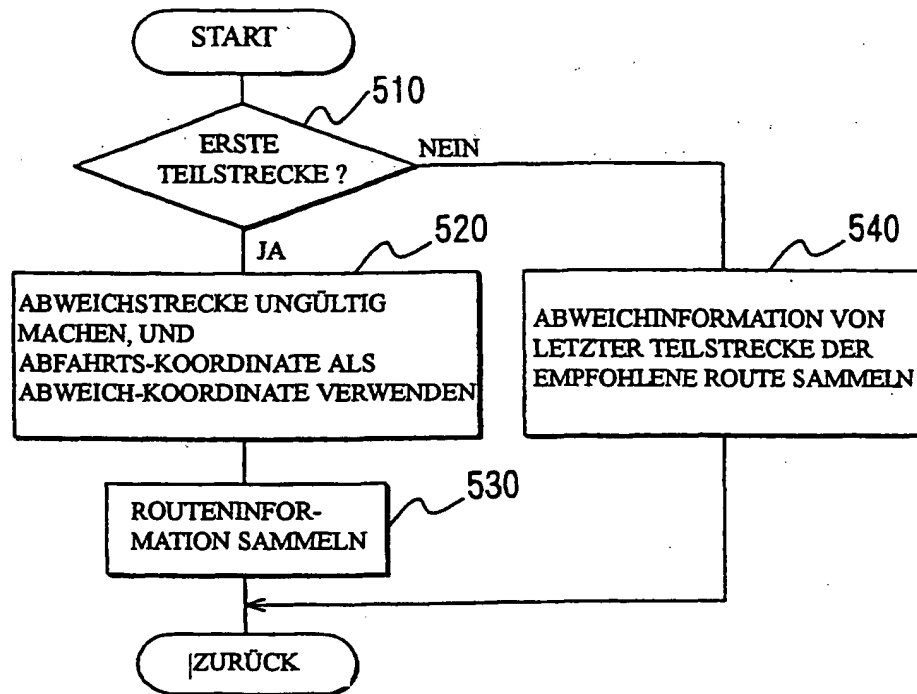 START
510
ERSTE
TEILSTRECKE ?
NEIN
JA
520
ABWEICHSTRECKE UNGÜLTIG
MACHEN, UND
ABFAHRTS-KOORDINATE ALS
ABWEICH-KOORDINATE VERWENDEN
540
ABWEICHINFORMATION VON
LETZTER TEILSTRECKE DER
EMPFOHLENE ROUTE SAMMELN
530
ROUTENINFOR-
MATION SAMMELN
ZURÜCK